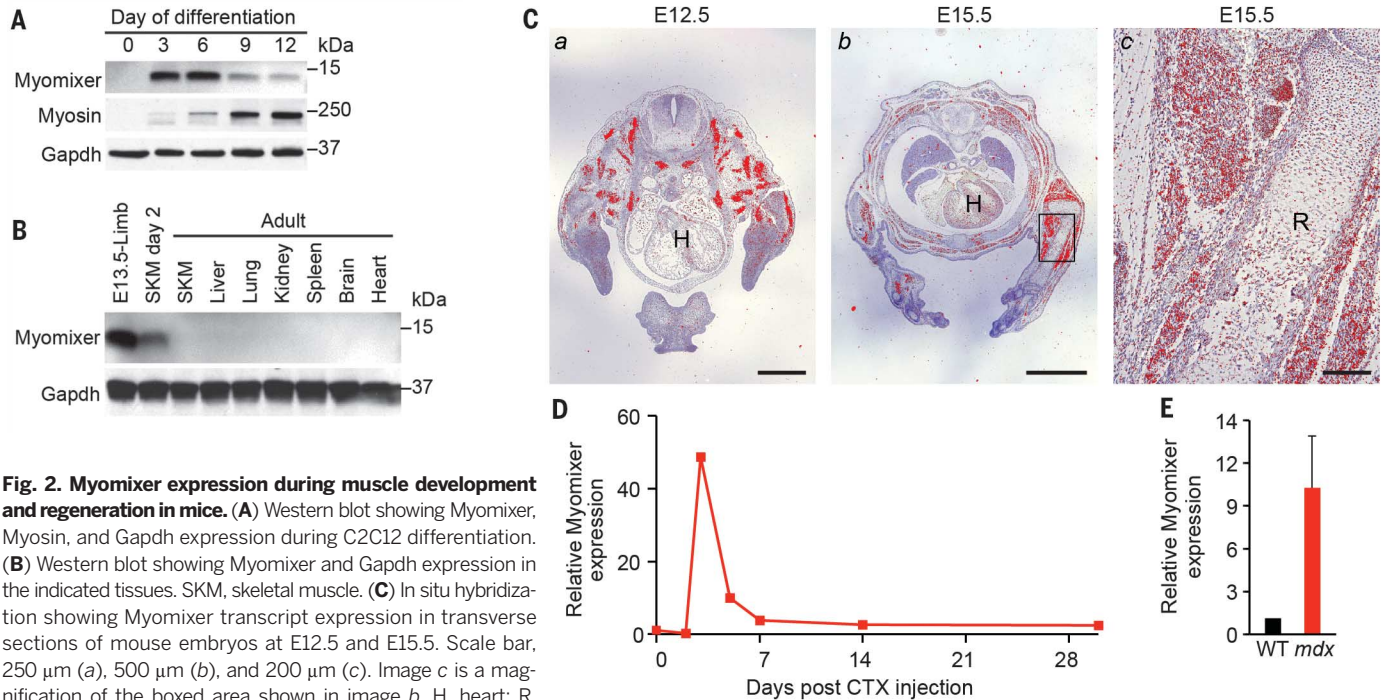 A
Day of differentiation
0 3 6 9 12 kDa
Myomixer –15
Myosin –250
Gapdh –37
B
Adult
E13.5-Limb
SKM day 2
SKM
Liver
Lung
Kidney
Spleen
Brain
Heart
kDa
Myomixer –15
Gapdh –37
C
E12.5 E15.5 E15.5
a b c
H H R
D
Relative Myomixer
expression
60
40
20
0
0 7 14 21 28
Days post CTX injection
E
Relative Myomixer
expression
14
12
9
6
3
0
WT mdx
Fig. 2. Myomixer expression during muscle development
and regeneration in mice. (A) Western blot showing Myomixer,
Myosin, and Gapdh expression during C2C12 differentiation.
(B) Western blot showing Myomixer and Gapdh expression in
the indicated tissues. SKM, skeletal muscle. (C) In situ hybridiza-
tion showing Myomixer transcript expression in transverse
sections of mouse embryos at E12.5 and E15.5. Scale bar,
250 μm (a), 500 μm (b), and 200 μm (c). Image c is a mag-
nification of the boxed area shown in image b. H, heart; R,